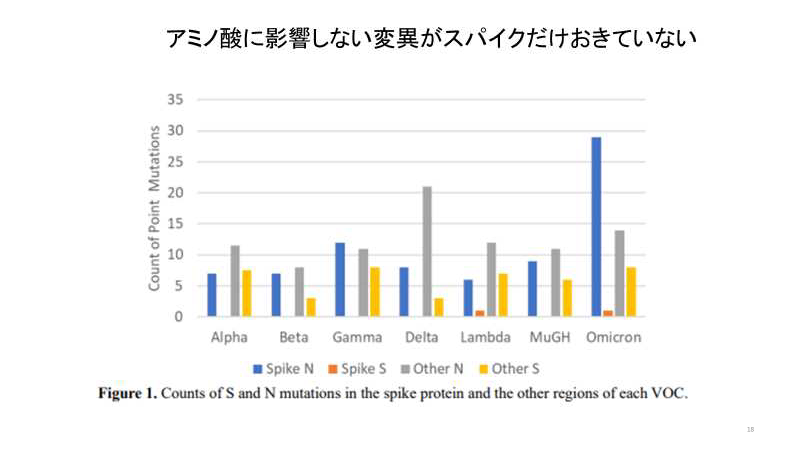 アミノ酸に影響しない変異がスパイクだけおきていない
35
30
25
20
15
10
5
0
Count of Point Mutations
Alpha Beta Gamma Delta Lambda MuGH Omicron
Spike N Spike S Other N Other S
Figure 1. Counts of S and N mutations in the spike protein and the other regions of each VOC.
18